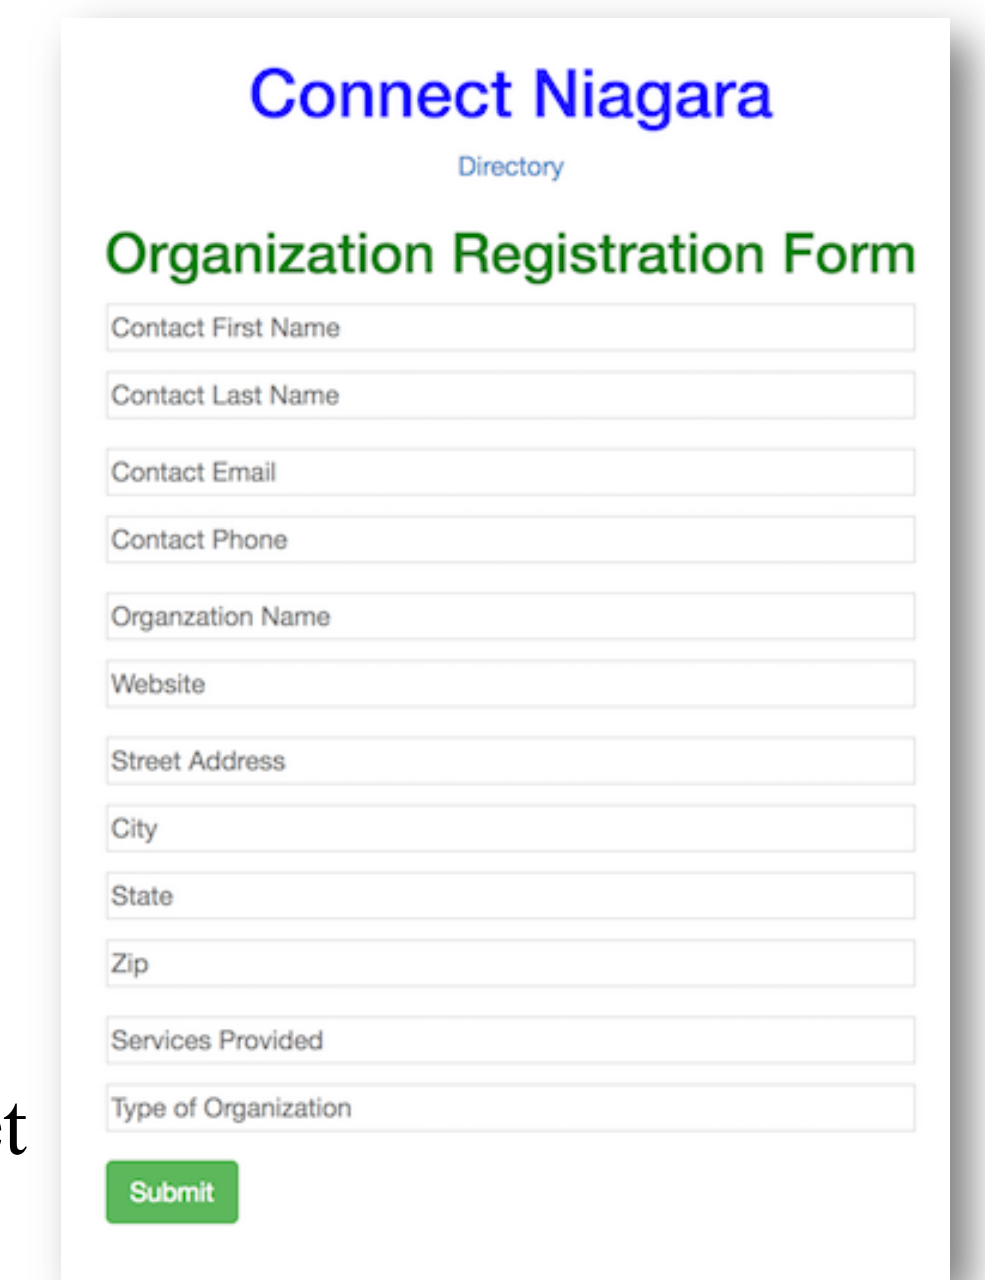 Connect Niagara
Directory
Organization Registration Form
Contact First Name
Contact Last Name
Contact Email
Contact Phone
Organzation Name
Website
Street Address
City
State
Zip
Services Provided
Type of Organization
Submit